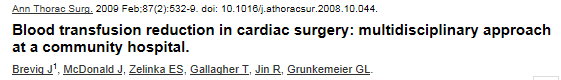 Ann Thorac Surg. 2009 Feb;87(2):532-9. doi: 10.1016/j.athoracsur.2008.10.044.
Blood transfusion reduction in cardiac surgery: multidisciplinary approach
at a community hospital.
Brevig J1, McDonald J, Zelinka ES, Gallagher T, Jin R, Grunkemeier GL.